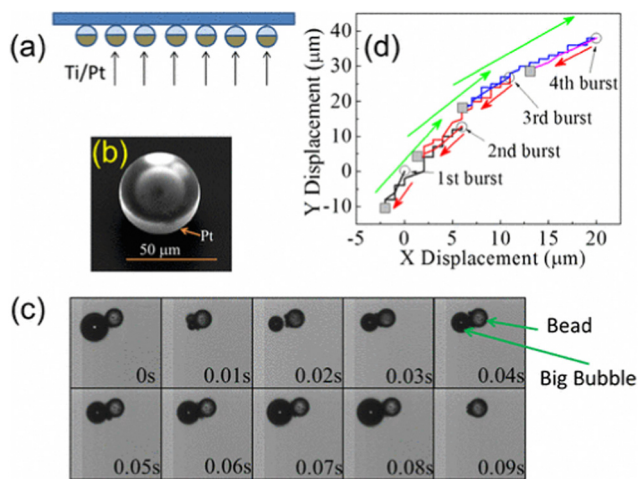 (a)
Ti/Pt
(b)
Pt
50 μm
(d)
Y Displacement (μm)
40
30
20
10
0
-10
4th burst
3rd burst
2nd burst
1st burst
-5
0
5
10
15
20
X Displacement (μm)
(c)
0s
0.01s
0.02s
0.03s
0.04s
Bead
Big Bubble
0.05s
0.06s
0.07s
0.08s
0.09s